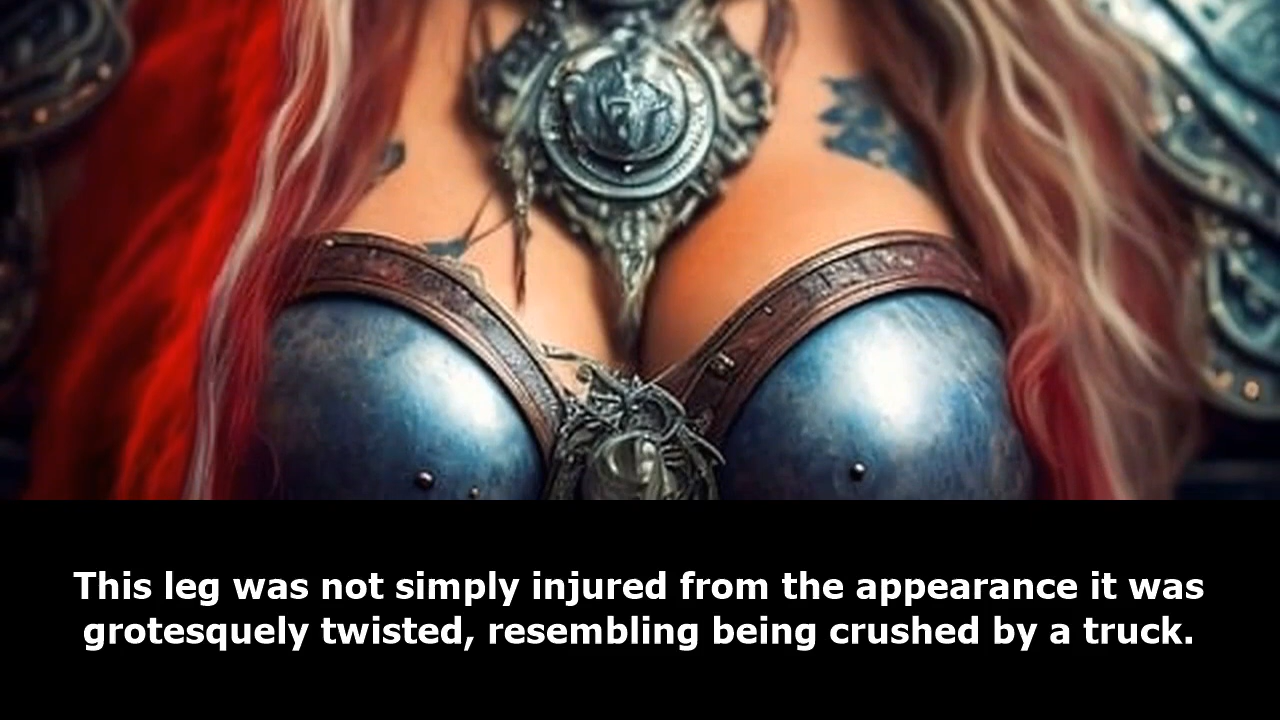 This leg was not simply injured from the appearance it was
grotesquely twisted, resembling being crushed by a truck.